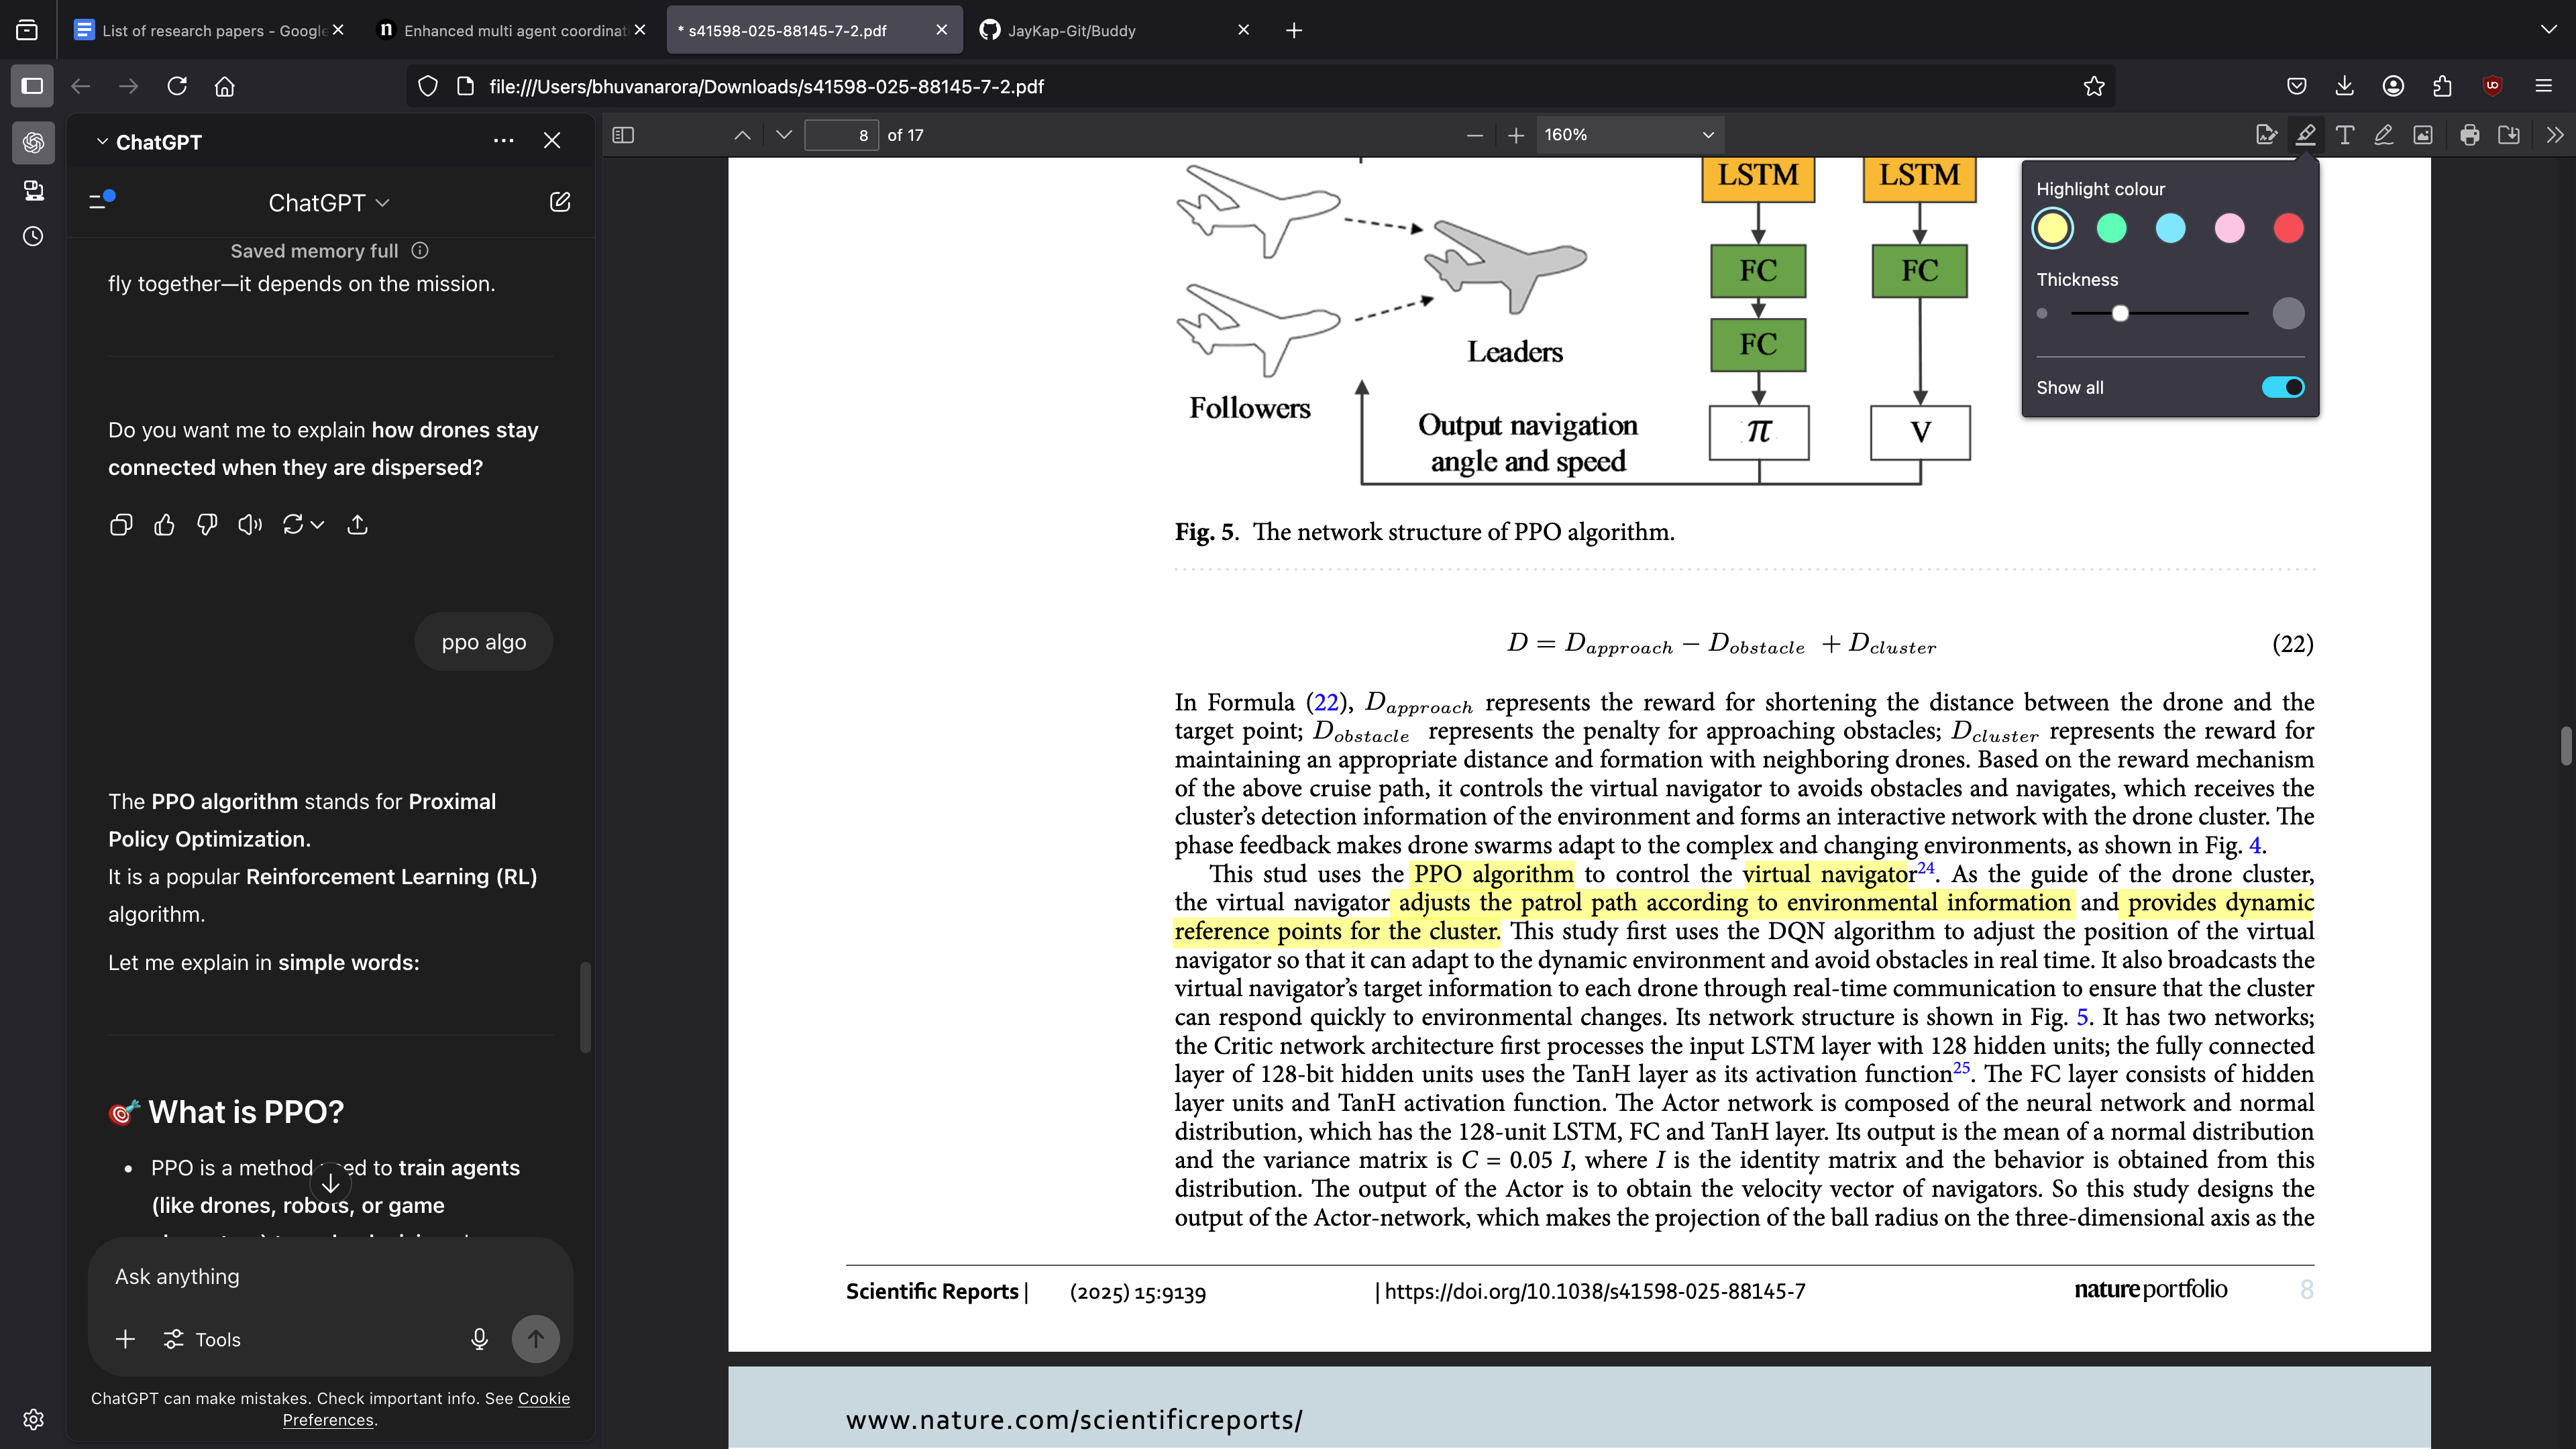 List of research papers - Google
Enhanced multi agent coordinat
* s41598-025-88145-7-2.pdf
JayKap-Git/Buddy
file:///Users/bhuvanarora/Downloads/s41598-025-88145-7-2.pdf
ChatGPT
8 of 17
160%
ChatGPT
Saved memory full
fly together—it depends on the mission.
Do you want me to explain how drones stay
connected when they are dispersed?
ppo algo
The PPO algorithm stands for Proximal
Policy Optimization.
It is a popular Reinforcement Learning (RL)
algorithm.
Let me explain in simple words:
🎯 What is PPO?
• PPO is a method used to train agents
(like drones, robots, or game
Ask anything
Tools
ChatGPT can make mistakes. Check important info. See Cookie
Preferences.
LSTM LSTM
FC FC
FC
π V
Leaders
Followers
Output navigation
angle and speed
Highlight colour
Thickness
Show all
Fig. 5. The network structure of PPO algorithm.
D = Dapproach − Dobstacle + Dcluster (22)
In Formula (22), Dapproach represents the reward for shortening the distance between the drone and the
target point; Dobstacle represents the penalty for approaching obstacles; Dcluster represents the reward for
maintaining an appropriate distance and formation with neighboring drones. Based on the reward mechanism
of the above cruise path, it controls the virtual navigator to avoids obstacles and navigates, which receives the
cluster's detection information of the environment and forms an interactive network with the drone cluster. The
phase feedback makes drone swarms adapt to the complex and changing environments, as shown in Fig. 4.
This stud uses the PPO algorithm to control the virtual navigator24. As the guide of the drone cluster,
the virtual navigator adjusts the patrol path according to environmental information and provides dynamic
reference points for the cluster. This study first uses the DQN algorithm to adjust the position of the virtual
navigator so that it can adapt to the dynamic environment and avoid obstacles in real time. It also broadcasts the
virtual navigator's target information to each drone through real-time communication to ensure that the cluster
can respond quickly to environmental changes. Its network structure is shown in Fig. 5. It has two networks;
the Critic network architecture first processes the input LSTM layer with 128 hidden units; the fully connected
layer of 128-bit hidden units uses the TanH layer as its activation function25. The FC layer consists of hidden
layer units and TanH activation function. The Actor network is composed of the neural network and normal
distribution, which has the 128-unit LSTM, FC and TanH layer. Its output is the mean of a normal distribution
and the variance matrix is C = 0.05 I, where I is the identity matrix and the behavior is obtained from this
distribution. The output of the Actor is to obtain the velocity vector of navigators. So this study designs the
output of the Actor-network, which makes the projection of the ball radius on the three-dimensional axis as the
Scientific Reports | (2025) 15:9139 | https://doi.org/10.1038/s41598-025-88145-7 nature portfolio 8
www.nature.com/scientificreports/